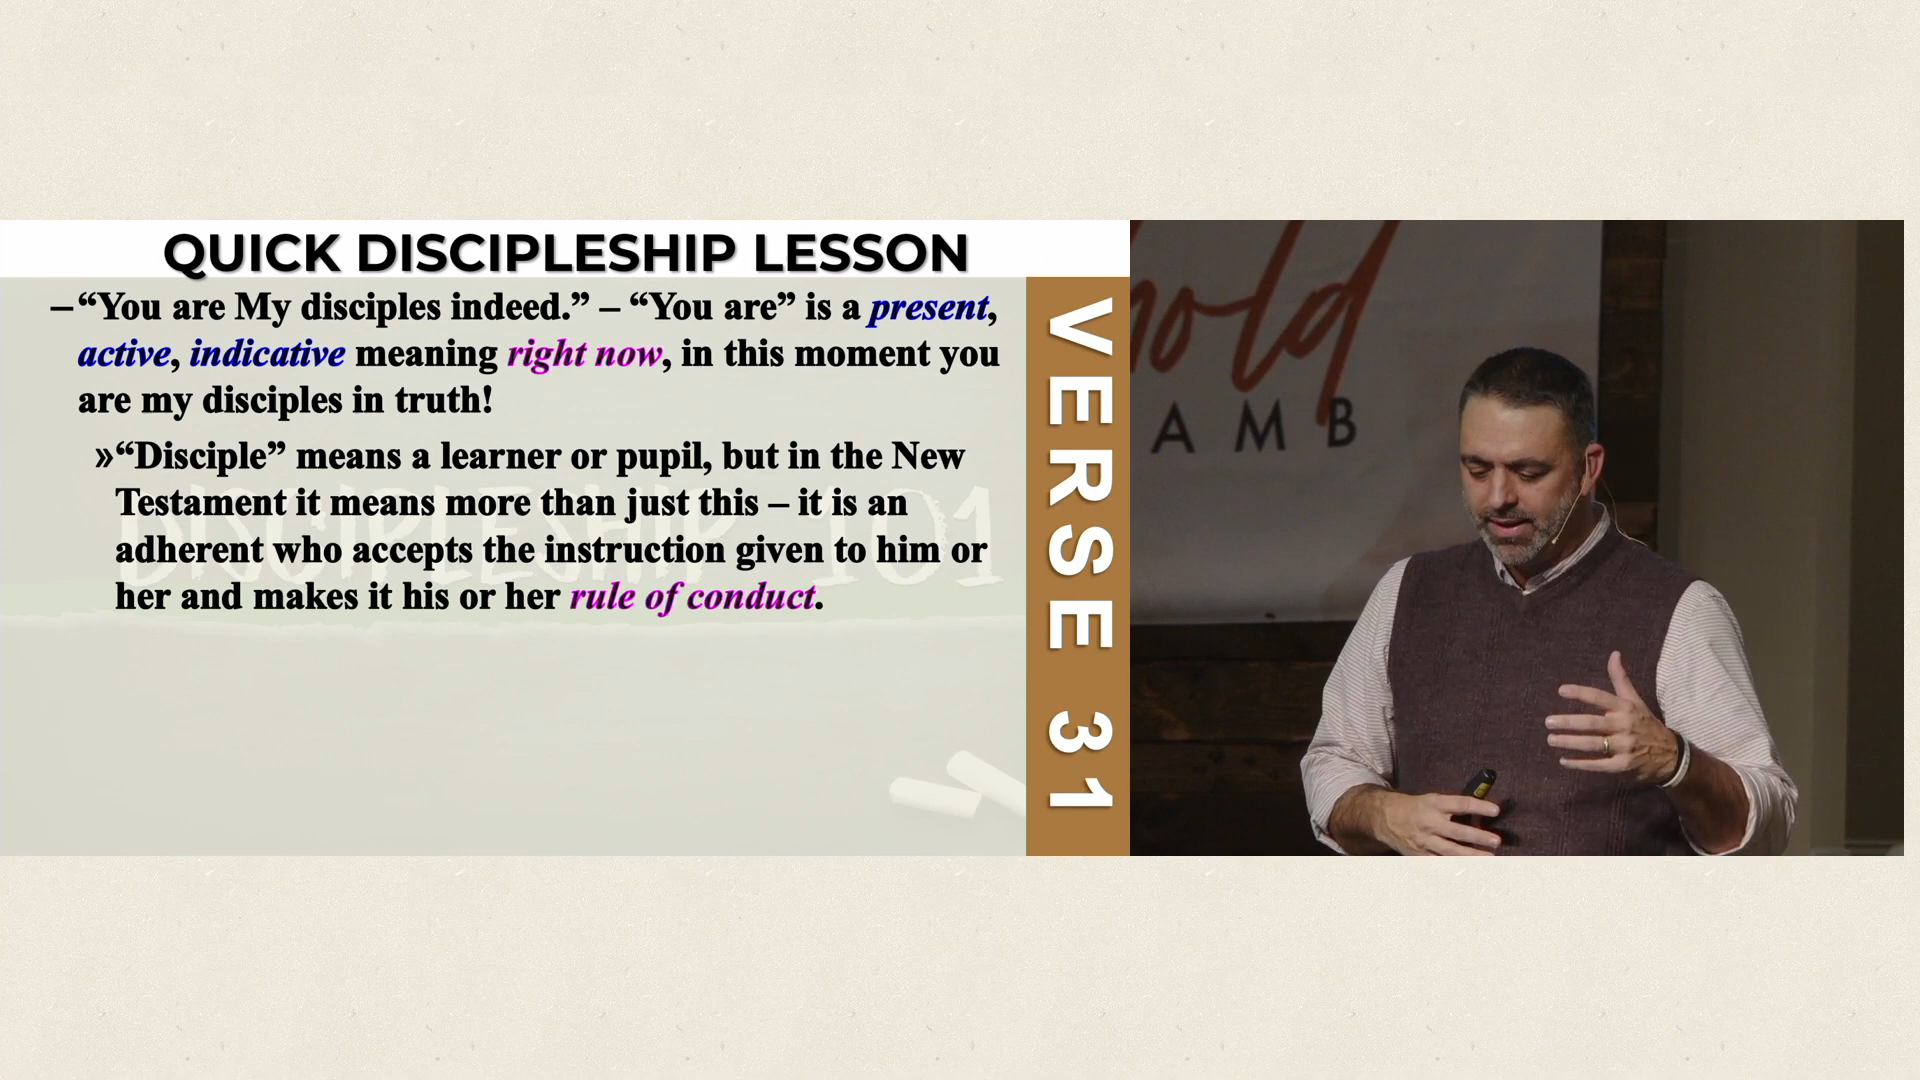 QUICK DISCIPLESHIP LESSON
– “You are My disciples indeed.” – “You are” is a present,
active, indicative meaning right now, in this moment you
are my disciples in truth!
» “Disciple” means a learner or pupil, but in the New
Testament it means more than just this – it is an
adherent who accepts the instruction given to him or
her and makes it his or her rule of conduct.
DISCIPLESHIP 101
VERSE 31
hold
AMB